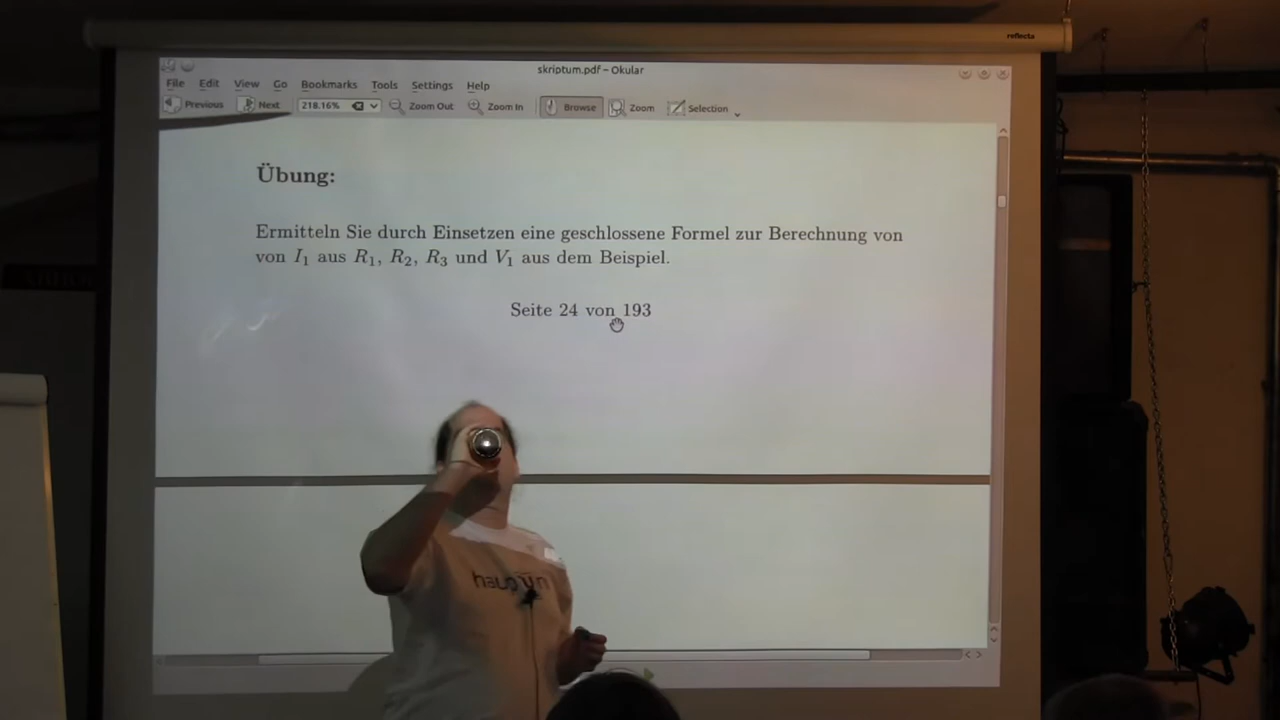 reflecta
skriptum.pdf – Okular
File Edit View Go Bookmarks Tools Settings Help
Previous Next 218.16% Zoom Out Zoom In Browse Zoom Selection
Übung:
Ermitteln Sie durch Einsetzen eine geschlossene Formel zur Berechnung von
von I₁ aus R₁, R₂, R₃ und V₁ aus dem Beispiel.
Seite 24 von 193